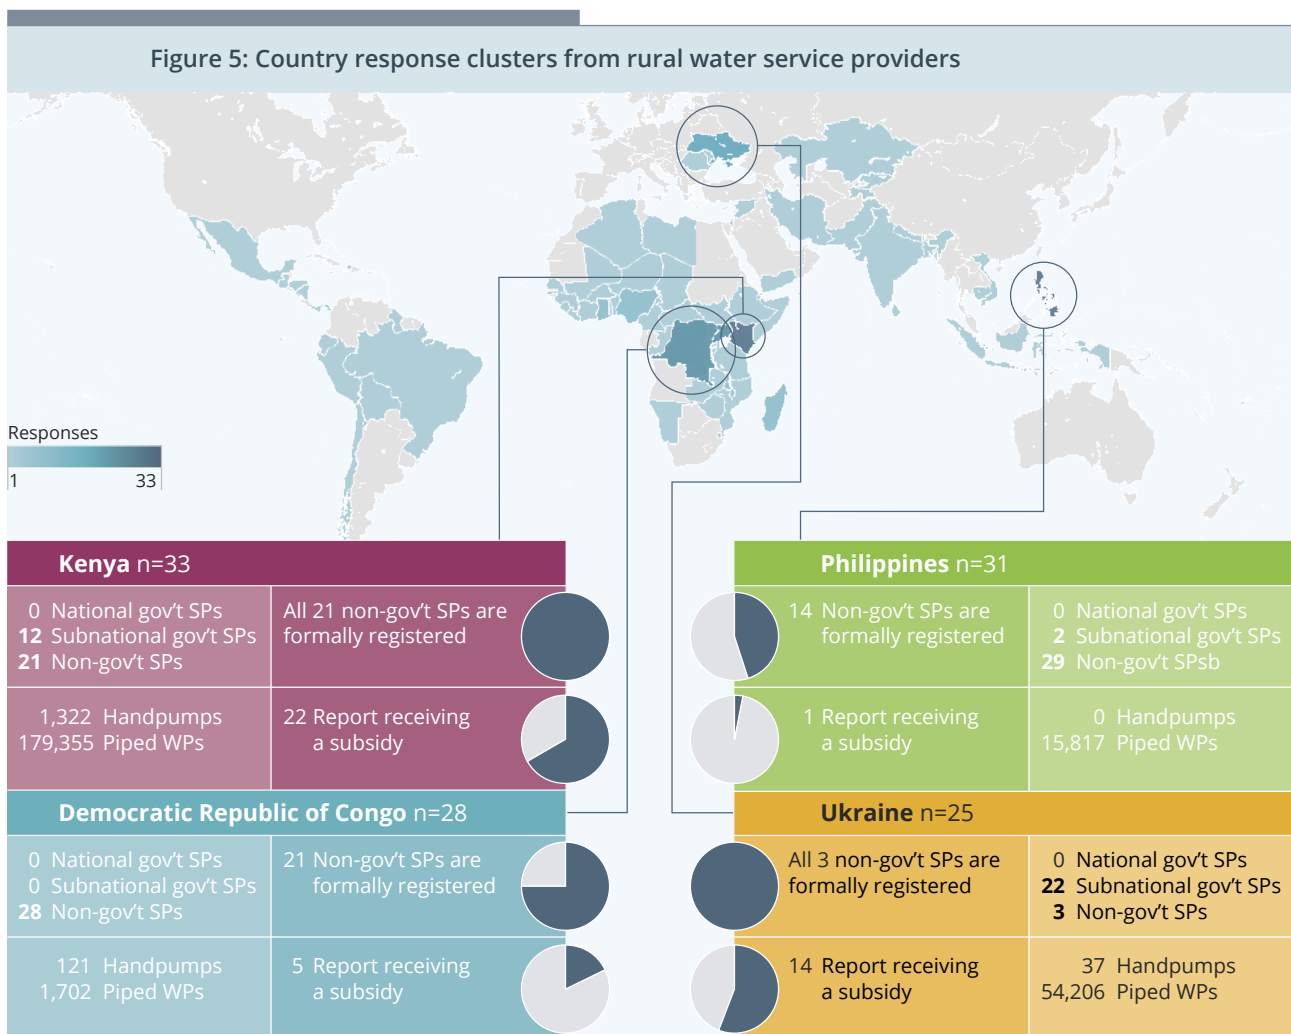 Figure 5: Country response clusters from rural water service providers
Responses
1 33
Kenya n=33
0 National gov't SPs
12 Subnational gov't SPs
21 Non-gov't SPs
All 21 non-gov't SPs are
formally registered
1,322 Handpumps
179,355 Piped WPs
22 Report receiving
a subsidy
Philippines n=31
14 Non-gov't SPs are
formally registered
0 National gov't SPs
2 Subnational gov't SPs
29 Non-gov't SPsb
1 Report receiving
a subsidy
0 Handpumps
15,817 Piped WPs
Democratic Republic of Congo n=28
0 National gov't SPs
0 Subnational gov't SPs
28 Non-gov't SPs
21 Non-gov't SPs are
formally registered
121 Handpumps
1,702 Piped WPs
5 Report receiving
a subsidy
Ukraine n=25
All 3 non-gov't SPs are
formally registered
0 National gov't SPs
22 Subnational gov't SPs
3 Non-gov't SPs
14 Report receiving
a subsidy
37 Handpumps
54,206 Piped WPs